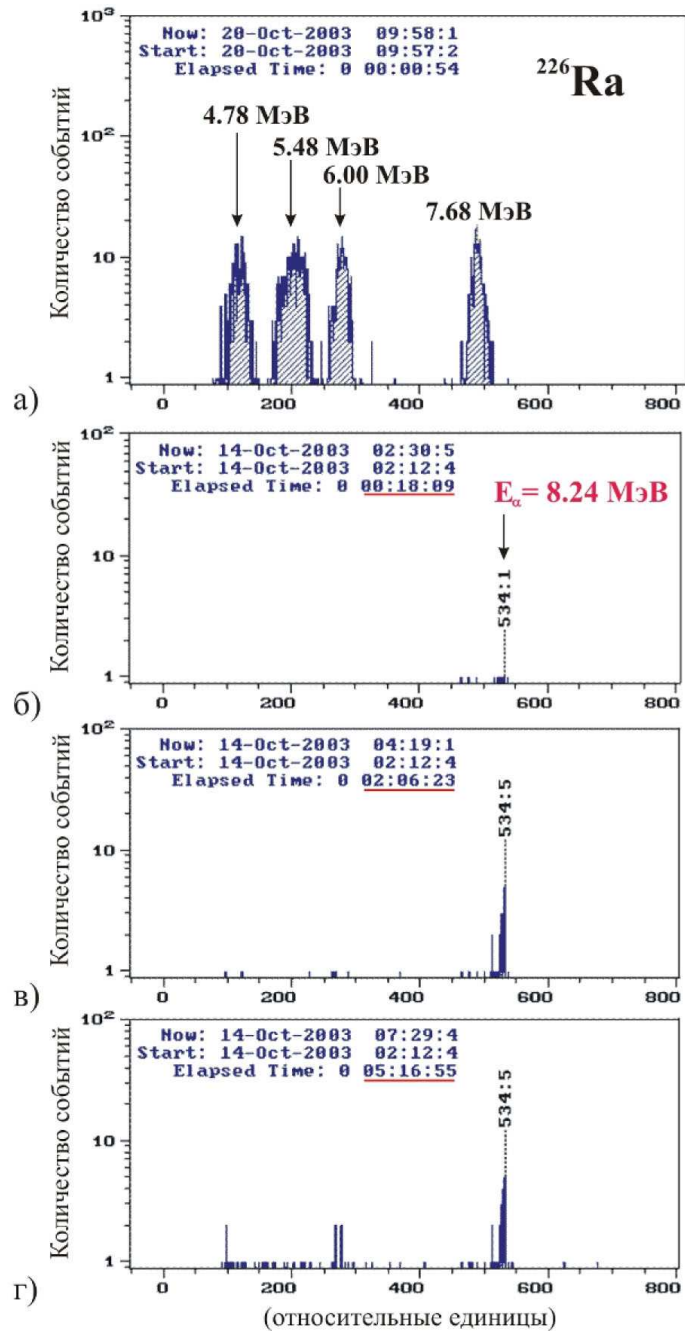 Количество событий
10³
10²
10
1
Now: 20-Oct-2003 09:58:1
Start: 20-Oct-2003 09:57:2
Elapsed Time: 0 00:00:54
²²⁶Ra
4.78 МэВ
5.48 МэВ
6.00 МэВ
7.68 МэВ
0 200 400 600 800
а)
Количество событий
10²
10
1
Now: 14-Oct-2003 02:30:5
Start: 14-Oct-2003 02:12:4
Elapsed Time: 0 00:18:09
Eα= 8.24 МэВ
534:1
0 200 400 600 800
б)
Количество событий
10²
10
1
Now: 14-Oct-2003 04:19:1
Start: 14-Oct-2003 02:12:4
Elapsed Time: 0 02:06:23
534:5
0 200 400 600 800
в)
Количество событий
10²
10
1
Now: 14-Oct-2003 07:29:4
Start: 14-Oct-2003 02:12:4
Elapsed Time: 0 05:16:55
534:5
0 200 400 600 800
г)
(относительные единицы)